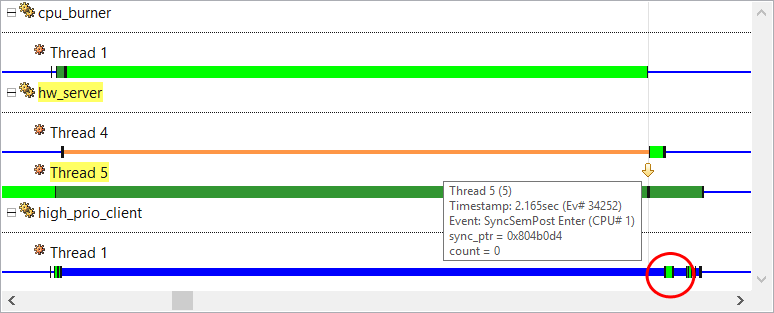 cpu_burner
Thread 1
hw_server
Thread 4
Thread 5
Thread 5 (5)
Timestamp: 2.165sec (Ev# 34252)
Event: SyncSemPost Enter (CPU# 1)
sync_ptr = 0x804b0d4
count = 0
high_prio_client
Thread 1